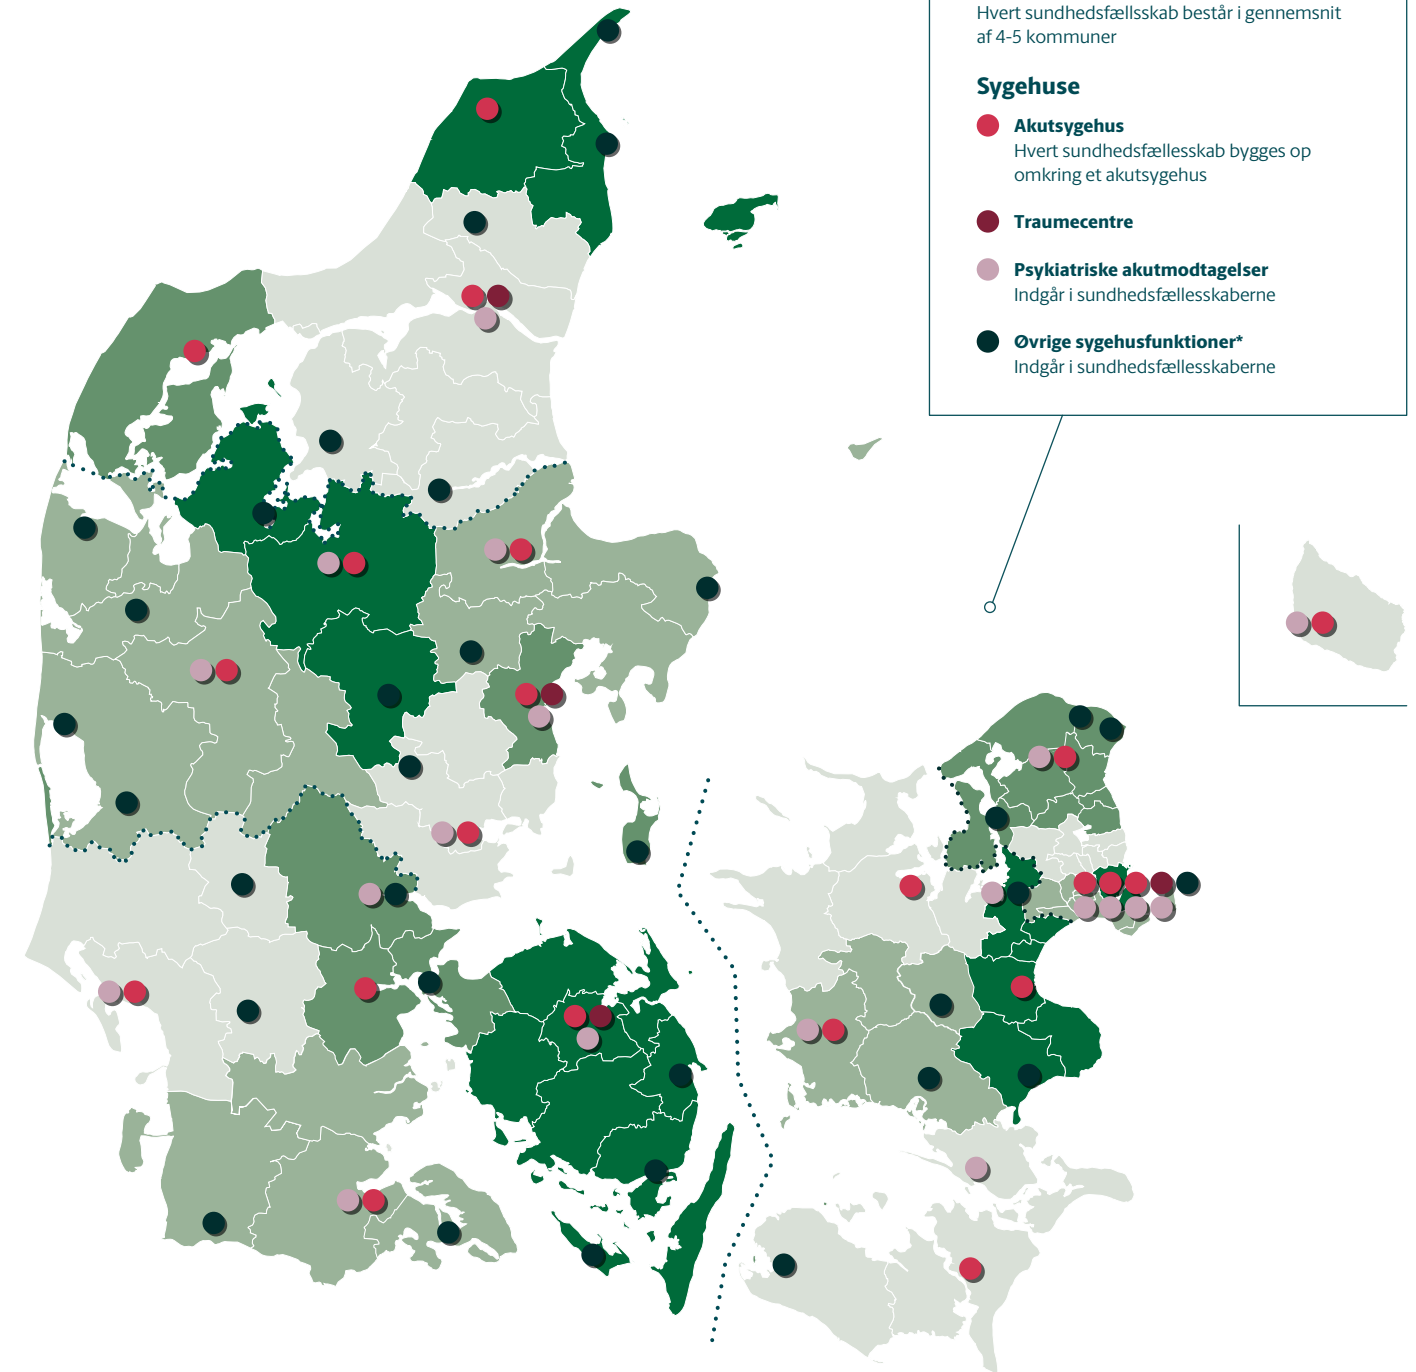 Hvert sundhedsfællsskab består i gennemsnit
af 4-5 kommuner
Sygehuse
Akutsygehus
Hvert sundhedsfællesskab bygges op
omkring et akutsygehus
Traumecentre
Psykiatriske akutmodtagelser
Indgår i sundhedsfællesskaberne
Øvrige sygehusfunktioner*
Indgår i sundhedsfællesskaberne